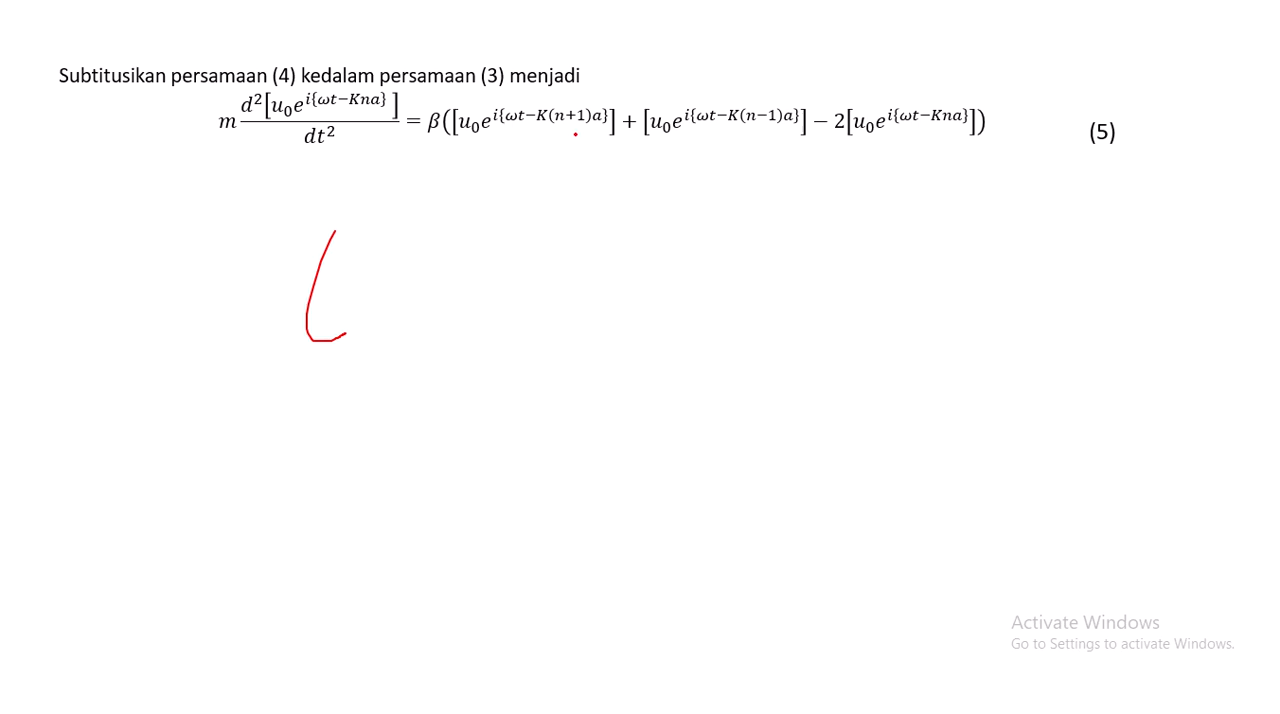 Subtitusikan persamaan (4) kedalam persamaan (3) menjadi
m d²[u₀e^{i{ωt−Kna}}]/dt² = β([u₀e^{i{ωt−K(n+1)a}}] + [u₀e^{i{ωt−K(n−1)a}}] − 2[u₀e^{i{ωt−Kna}}]) (5)
Activate Windows
Go to Settings to activate Windows.